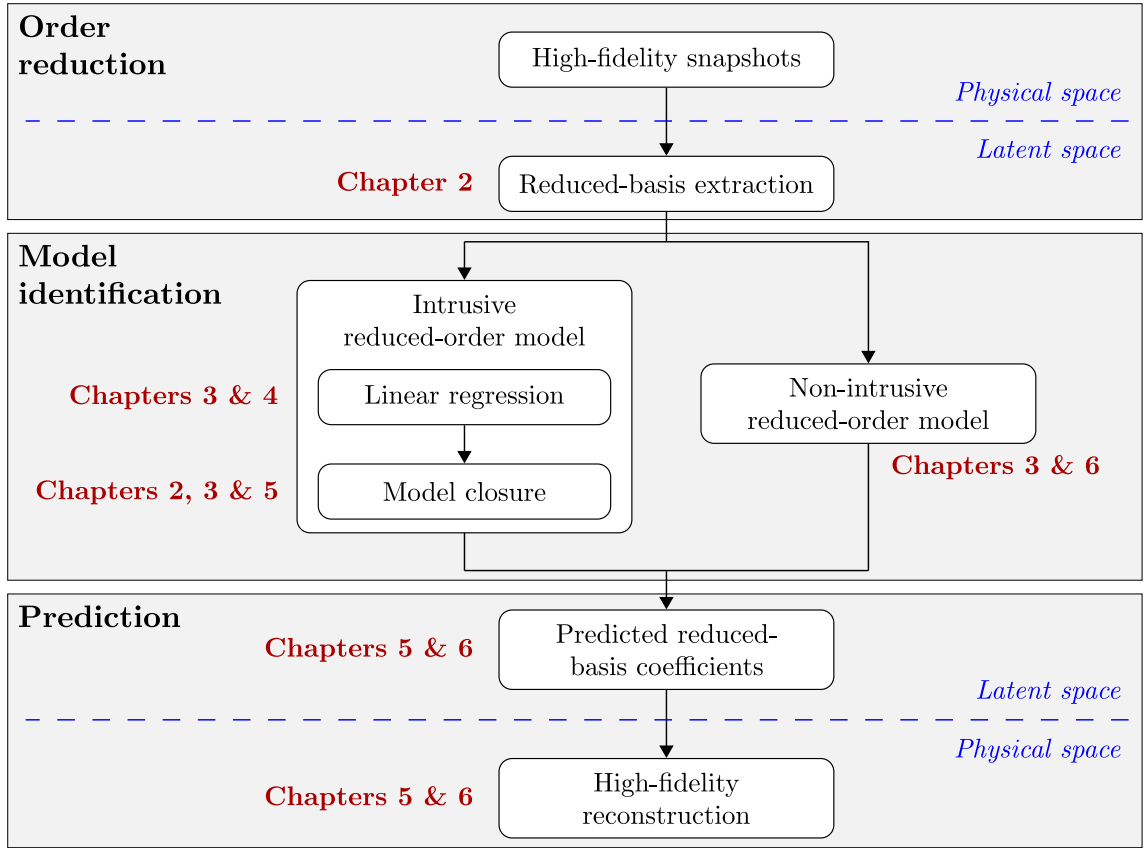 Order
reduction
High-fidelity snapshots
Physical space
Latent space
Chapter 2
Reduced-basis extraction
Model
identification
Intrusive
reduced-order model
Chapters 3 & 4
Linear regression
Non-intrusive
reduced-order model
Chapters 3 & 6
Chapters 2, 3 & 5
Model closure
Prediction
Chapters 5 & 6
Predicted reduced-
basis coefficients
Latent space
Physical space
Chapters 5 & 6
High-fidelity
reconstruction